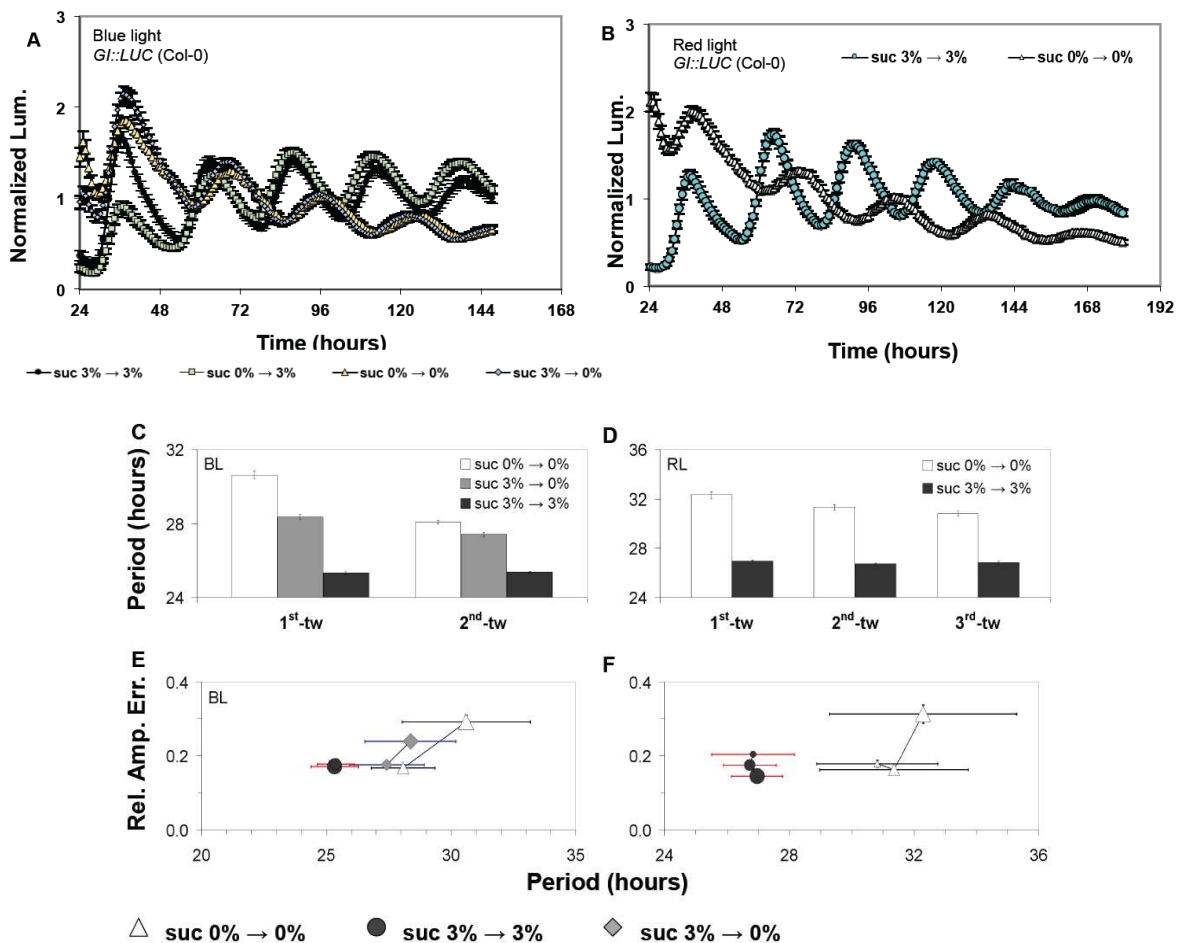 A
Blue light
GI::LUC (Col-0)
Normalized Lum.
3
2
1
0
24 48 72 96 120 144 168
Time (hours)
suc 3% → 3% suc 0% → 3% suc 0% → 0% suc 3% → 0%
B
Red light
GI::LUC (Col-0)
suc 3% → 3% suc 0% → 0%
Normalized Lum.
3
2
1
0
24 48 72 96 120 144 168 192
Time (hours)
C
BL
Period (hours)
32
28
24
suc 0% → 0%
suc 3% → 0%
suc 3% → 3%
1st-tw 2nd-tw
D
RL
36
32
28
24
suc 0% → 0%
suc 3% → 3%
1st-tw 2nd-tw 3rd-tw
E
BL
Rel. Amp. Err.
0.4
0.2
0.0
20 25 30 35
F
0.4
0.2
0.0
24 28 32 36
Period (hours)
suc 0% → 0% suc 3% → 3% suc 3% → 0%